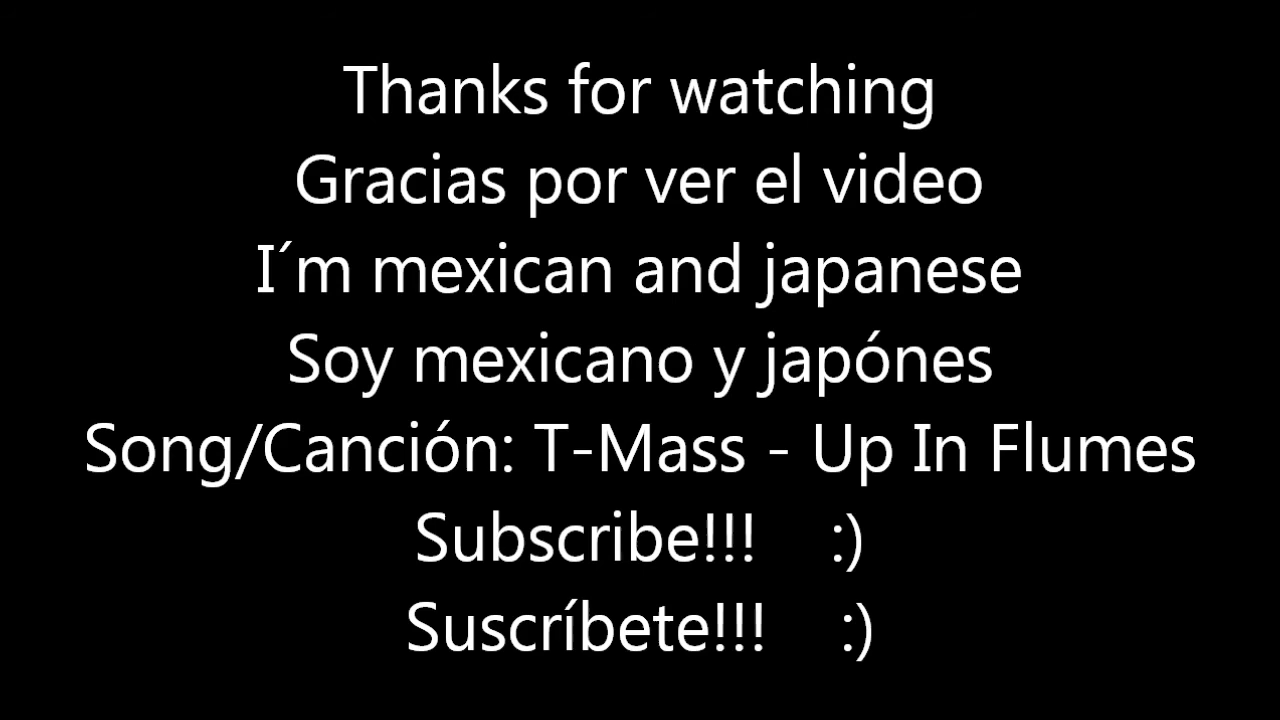 Thanks for watching
Gracias por ver el video
I´m mexican and japanese
Soy mexicano y japónes
Song/Canción: T-Mass - Up In Flumes
Subscribe!!! :)
Suscríbete!!! :)